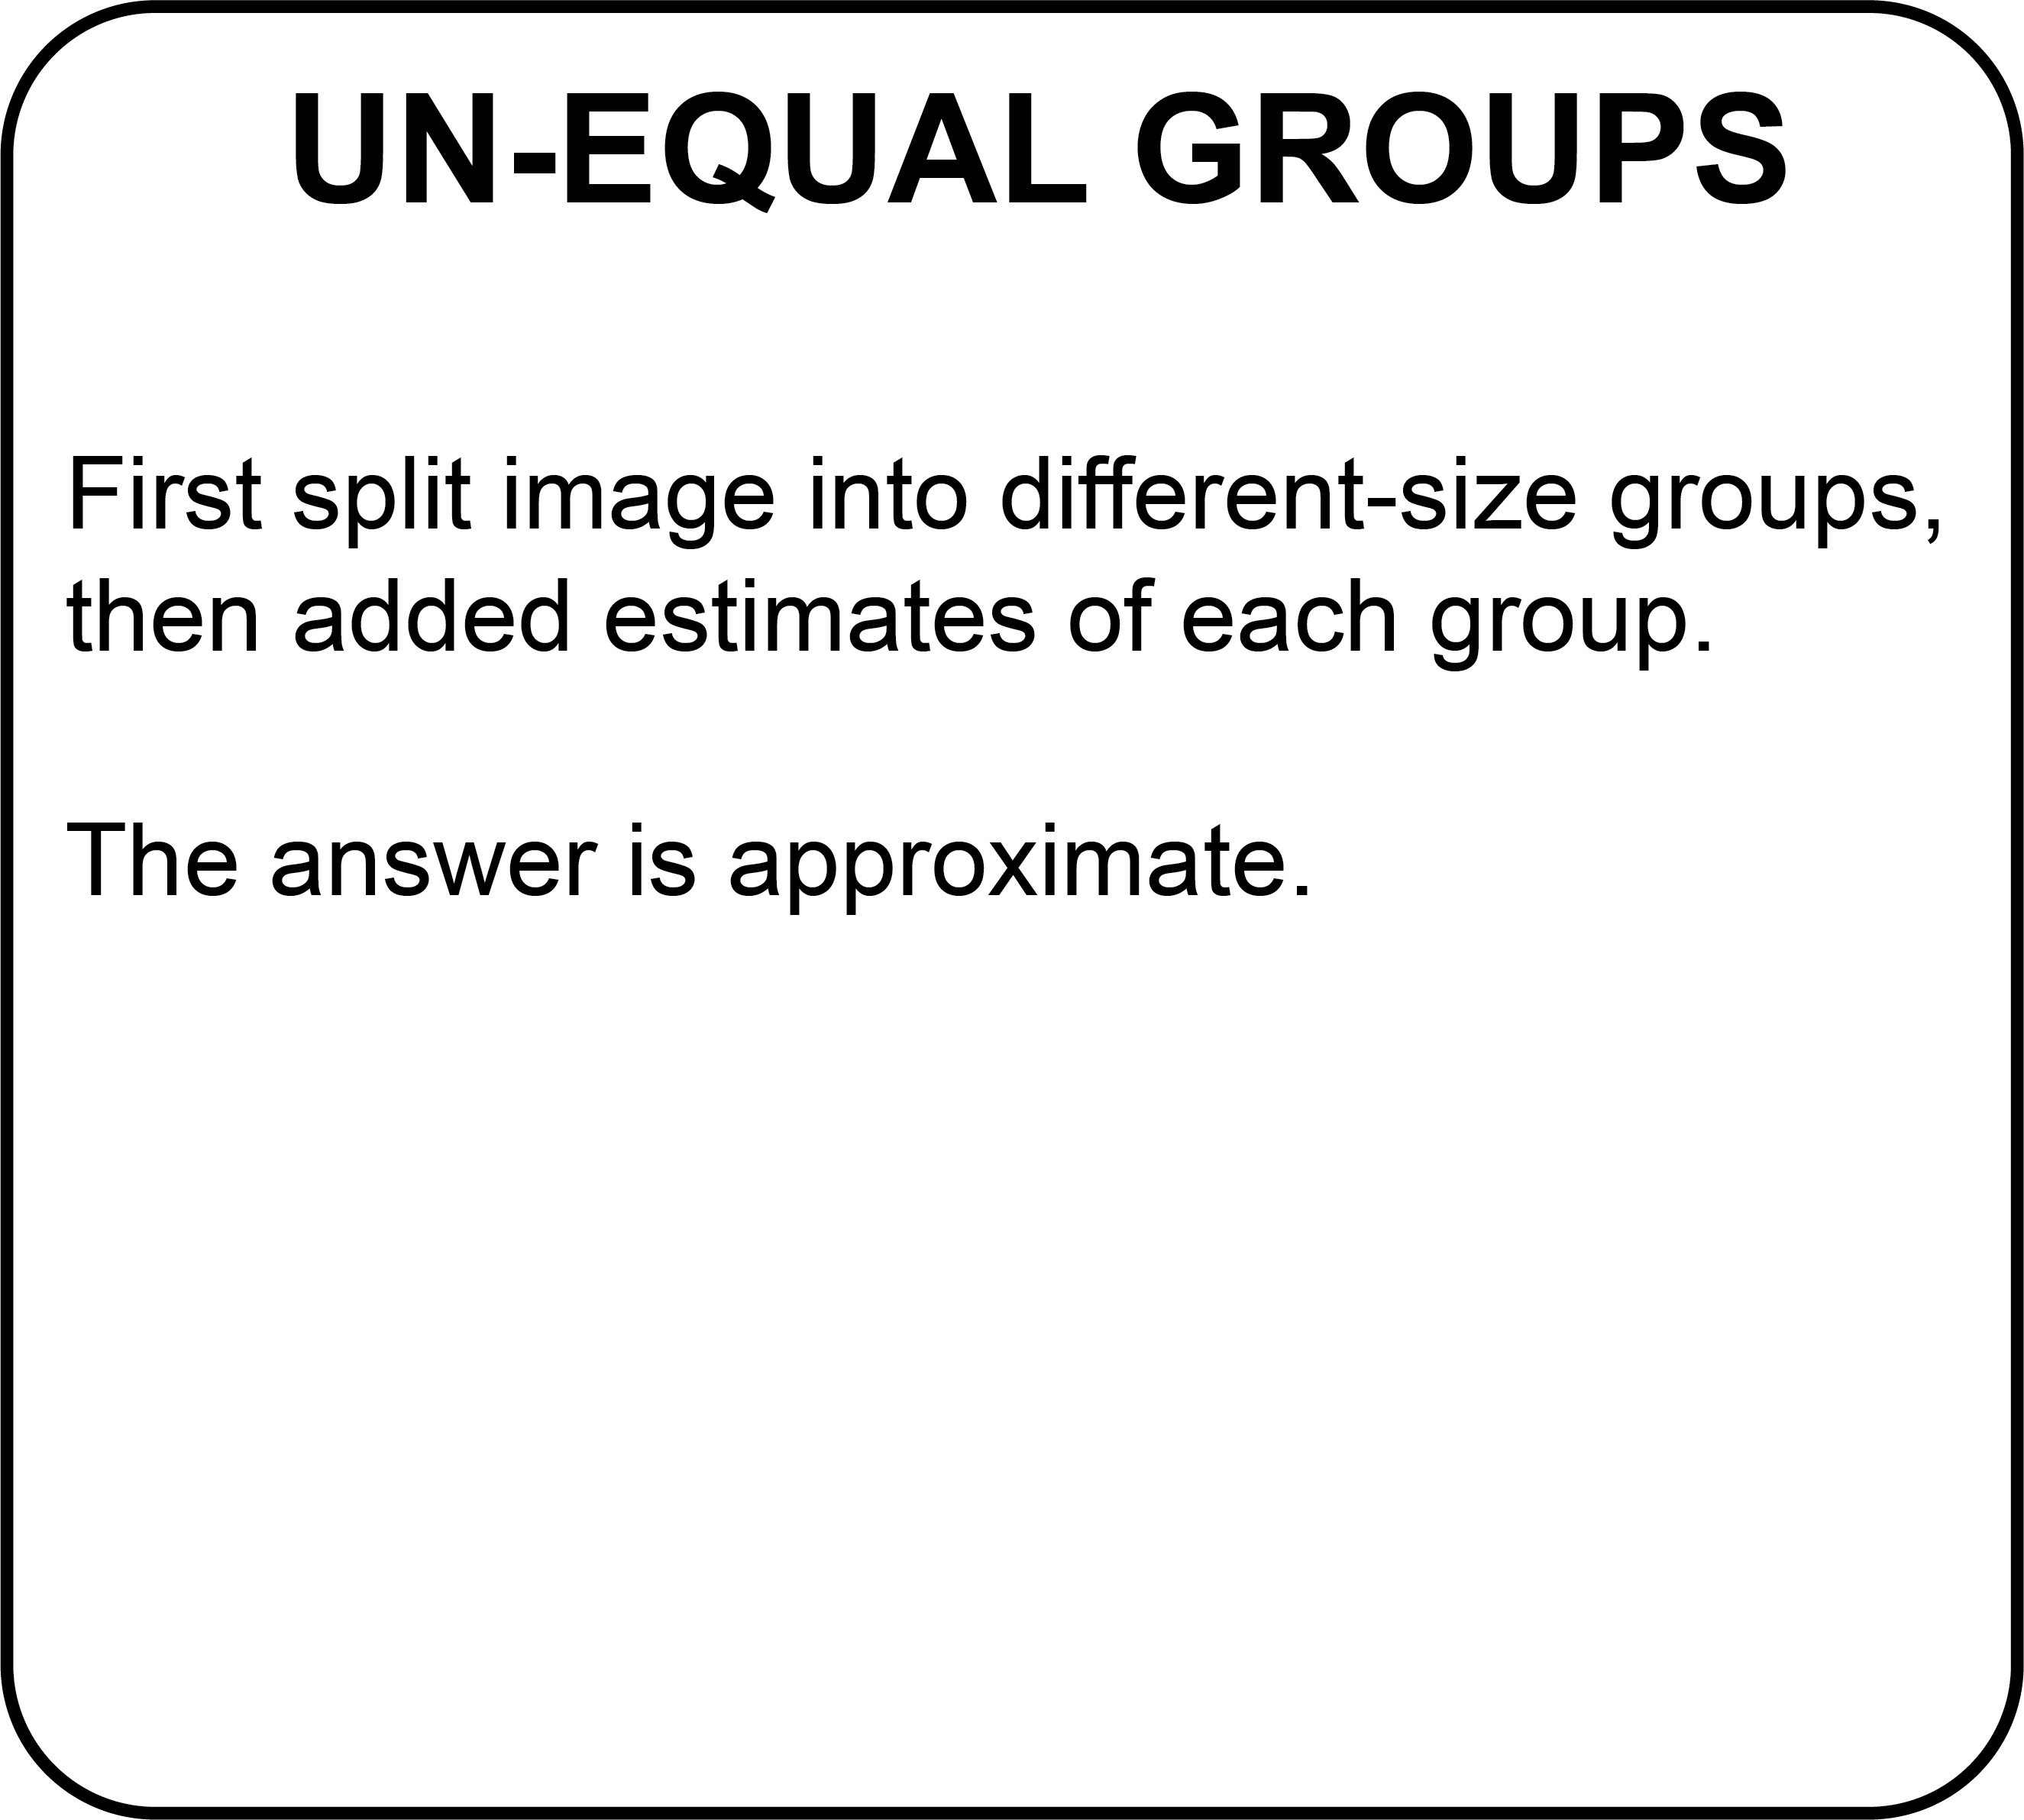 UN-EQUAL GROUPS
First split image into different-size groups,
then added estimates of each group.
The answer is approximate.